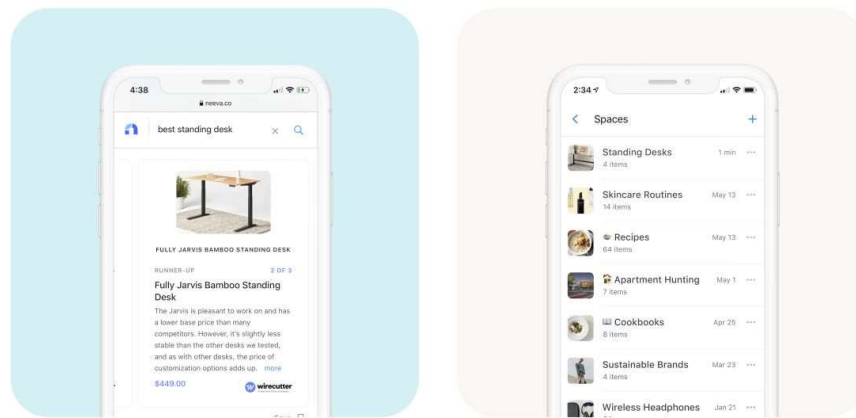 4:38
neeva.co
best standing desk
FULLY JARVIS BAMBOO STANDING DESK
RUNNER-UP
2 OF 3
Fully Jarvis Bamboo Standing
Desk
The Jarvis is pleasant to work on and has
a lower base price than many
competitors. However, it's slightly less
stable than the other desks we tested,
and as with other desks, the price of
customization options adds up. more
$449.00
wirecutter
2:34
Spaces
Standing Desks
1 min
4 items
Skincare Routines
May 13
14 items
Recipes
May 13
64 items
Apartment Hunting
May 1
7 items
Cookbooks
Apr 25
8 items
Sustainable Brands
Mar 23
4 items
Wireless Headphones
Jan 21